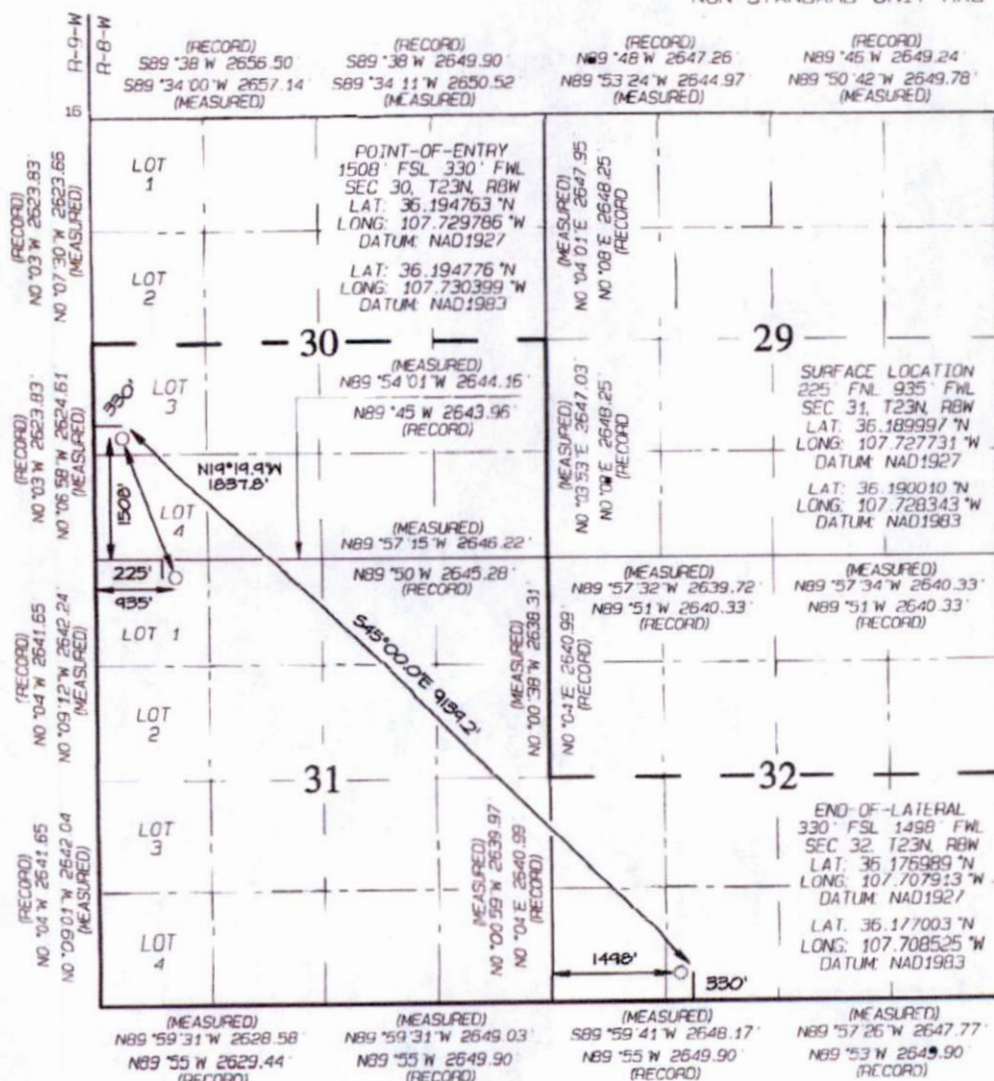 R-9-W
R-8-W
16
(RECORD)
S89°38'W 2656.50'
S89°34'00"W 2657.14'
(MEASURED)
(RECORD)
S89°38'W 2649.90'
S89°34'11"W 2650.52'
(MEASURED)
(RECORD)
N89°48'W 2647.26'
N89°53'24"W 2644.97'
(MEASURED)
(RECORD)
N89°46'W 2649.24'
N89°50'42"W 2649.78'
(MEASURED)
(RECORD)
N0°03'W 2623.83'
N0°07'30"W 2623.66'
(MEASURED)
LOT
1
LOT
2
POINT-OF-ENTRY
1508' FSL 330' FWL
SEC 30, T23N, R8W
LAT: 36.194763°N
LONG: 107.729786°W
DATUM: NAD1927
LAT: 36.194776°N
LONG: 107.730399°W
DATUM: NAD1983
(MEASURED)
N0°04'01"E 2647.95'
N0°08'E 2648.25'
(RECORD)
30
29
(RECORD)
N0°03'W 2623.83'
N0°06'58"W 2624.61'
(MEASURED)
330'
LOT
3
(MEASURED)
N89°54'01"W 2644.16'
N89°45'W 2643.96'
(RECORD)
(MEASURED)
N0°03'53"E 2647.03'
N0°08'E 2648.25'
(RECORD)
SURFACE LOCATION
225' FNL 935' FWL
SEC 31, T23N, R8W
LAT: 36.189997°N
LONG: 107.727731°W
DATUM: NAD1927
LAT: 36.190010°N
LONG: 107.728343°W
DATUM: NAD1983
N19°19.9'W
1837.8'
1508'
LOT
4
(MEASURED)
N89°57'15"W 2646.22'
N89°50'W 2645.28'
(RECORD)
225'
935'
(MEASURED)
N89°57'32"W 2639.72'
N89°51'W 2640.33'
(RECORD)
(MEASURED)
N89°57'34"W 2640.33'
N89°51'W 2640.33'
(RECORD)
(RECORD)
N0°04'W 2641.65'
N0°09'12"W 2642.24'
(MEASURED)
LOT 1
LOT
2
S45°00.0'E 9139.2'
(MEASURED)
N0°00'38"W 2638.31'
N0°04'E 2640.99'
(RECORD)
31
32
(RECORD)
N0°04'W 2641.65'
N0°09'01"W 2642.04'
(MEASURED)
LOT
3
LOT
4
(MEASURED)
N0°00'59"W 2639.97'
N0°04'E 2640.99'
(RECORD)
END-OF-LATERAL
330' FSL 1498' FWL
SEC 32, T23N, R8W
LAT: 36.176989°N
LONG: 107.707913°W
DATUM: NAD1927
LAT: 36.177003°N
LONG: 107.708525°W
DATUM: NAD1983
1498'
330'
(MEASURED)
N89°59'31"W 2628.58'
N89°55'W 2629.44'
(RECORD)
(MEASURED)
N89°59'31"W 2649.03'
N89°55'W 2649.90'
(RECORD)
(MEASURED)
S89°59'41"W 2648.17'
N89°55'W 2649.90'
(RECORD)
(MEASURED)
N89°57'26"W 2647.77'
N89°53'W 2649.90'
(RECORD)